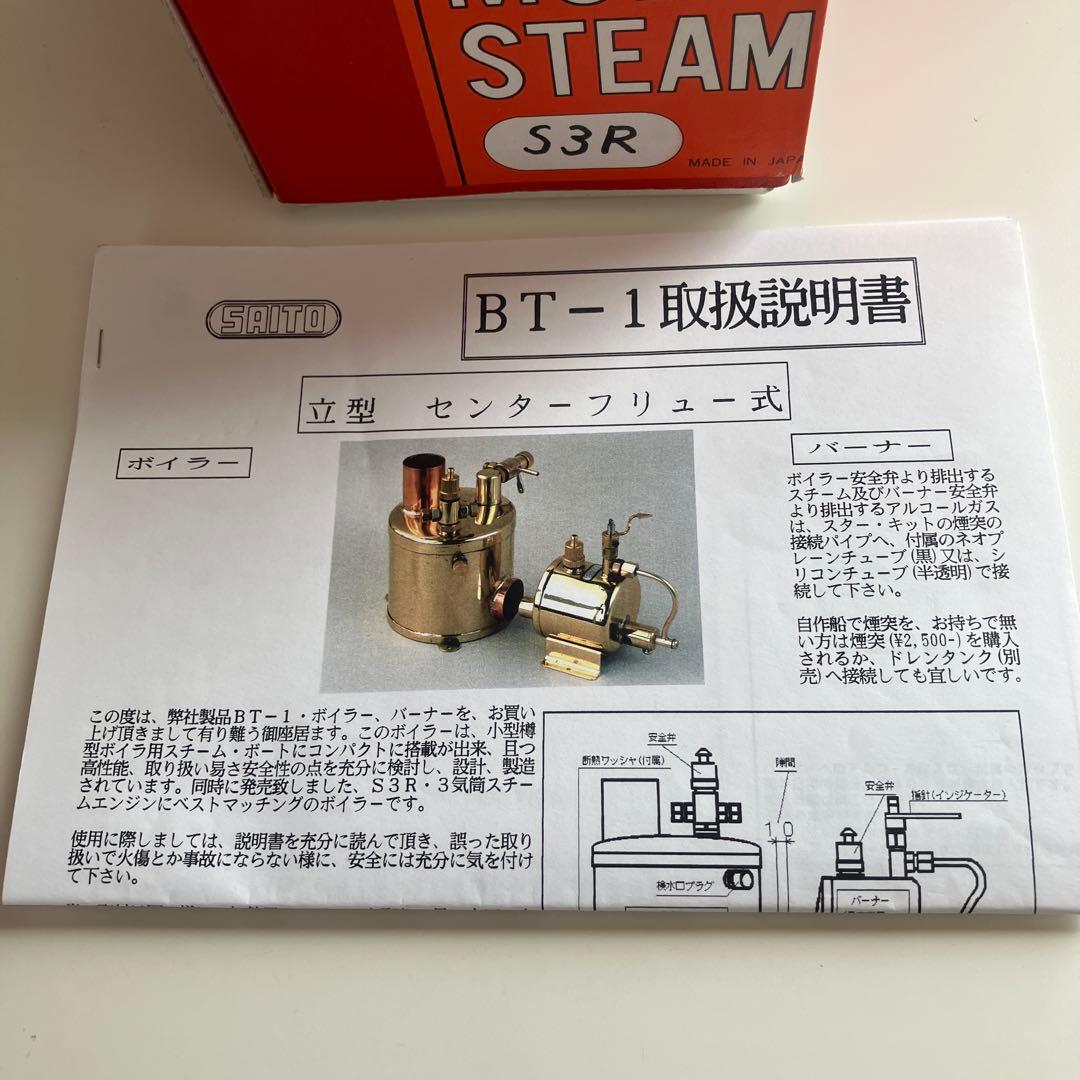 STEAM
S3R
MADE IN JAPA
SAITO
BT－1取扱説明書
立型 センターフリュー式
ボイラー
バーナー
ボイラー安全弁より排出する
スチーム及びバーナー安全弁
より排出するアルコールガス
は、スター・キットの煙突の
接続パイプへ、付属のネオプ
レーンチューブ(黒)又は、シ
リコンチューブ(半透明)で接
続して下さい。
自作船で煙突を、お持ちで無
い方は煙突(¥2,500-)を購入
されるか、ドレンタンク(別
売)へ接続しても宜しいです。
この度は、弊社製品BT－1・ボイラー、バーナーを、お買い
上げ頂きまして有り難う御座居ます。このボイラーは、小型樽
型ボイラ用スチーム・ボートにコンパクトに搭載が出来、且つ
高性能、取り扱い易さ安全性の点を充分に検討し、設計、製造
されています。同時に発売致しました、S3R・3気筒スチー
ムエンジンにベストマッチングのボイラーです。
使用に際しましては、説明書を充分に読んで頂き、誤った取り
扱いで火傷とか事故にならない様に、安全には充分に気を付け
て下さい。
安全弁
断熱ワッシャ(付属)
隙間
安全弁
指針(インジケーター)
10
検水口プラグ
バーナー